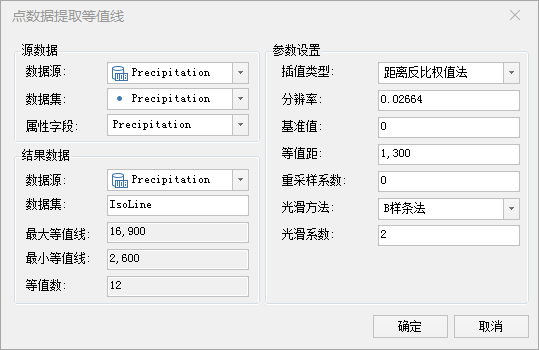 点数据提取等值线
源数据
数据源: Precipitation
数据集: Precipitation
属性字段: Precipitation
结果数据
数据源: Precipitation
数据集: IsoLine
最大等值线: 16,900
最小等值线: 2,600
等值数: 12
参数设置
插值类型: 距离反比权值法
分辨率: 0.02664
基准值: 0
等值距: 1,300
重采样系数: 0
光滑方法: B样条法
光滑系数: 2
确定 取消